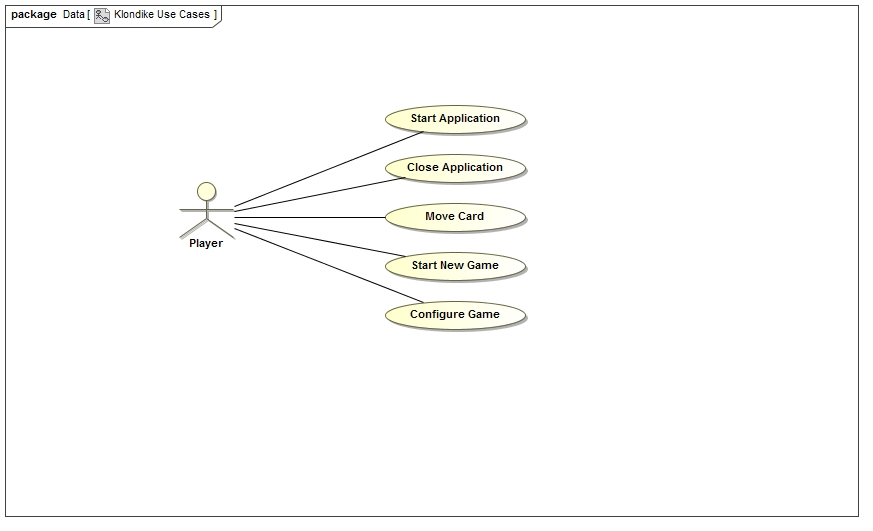 package Data [ Klondike Use Cases ]
Start Application
Close Application
Move Card
Start New Game
Configure Game
Player